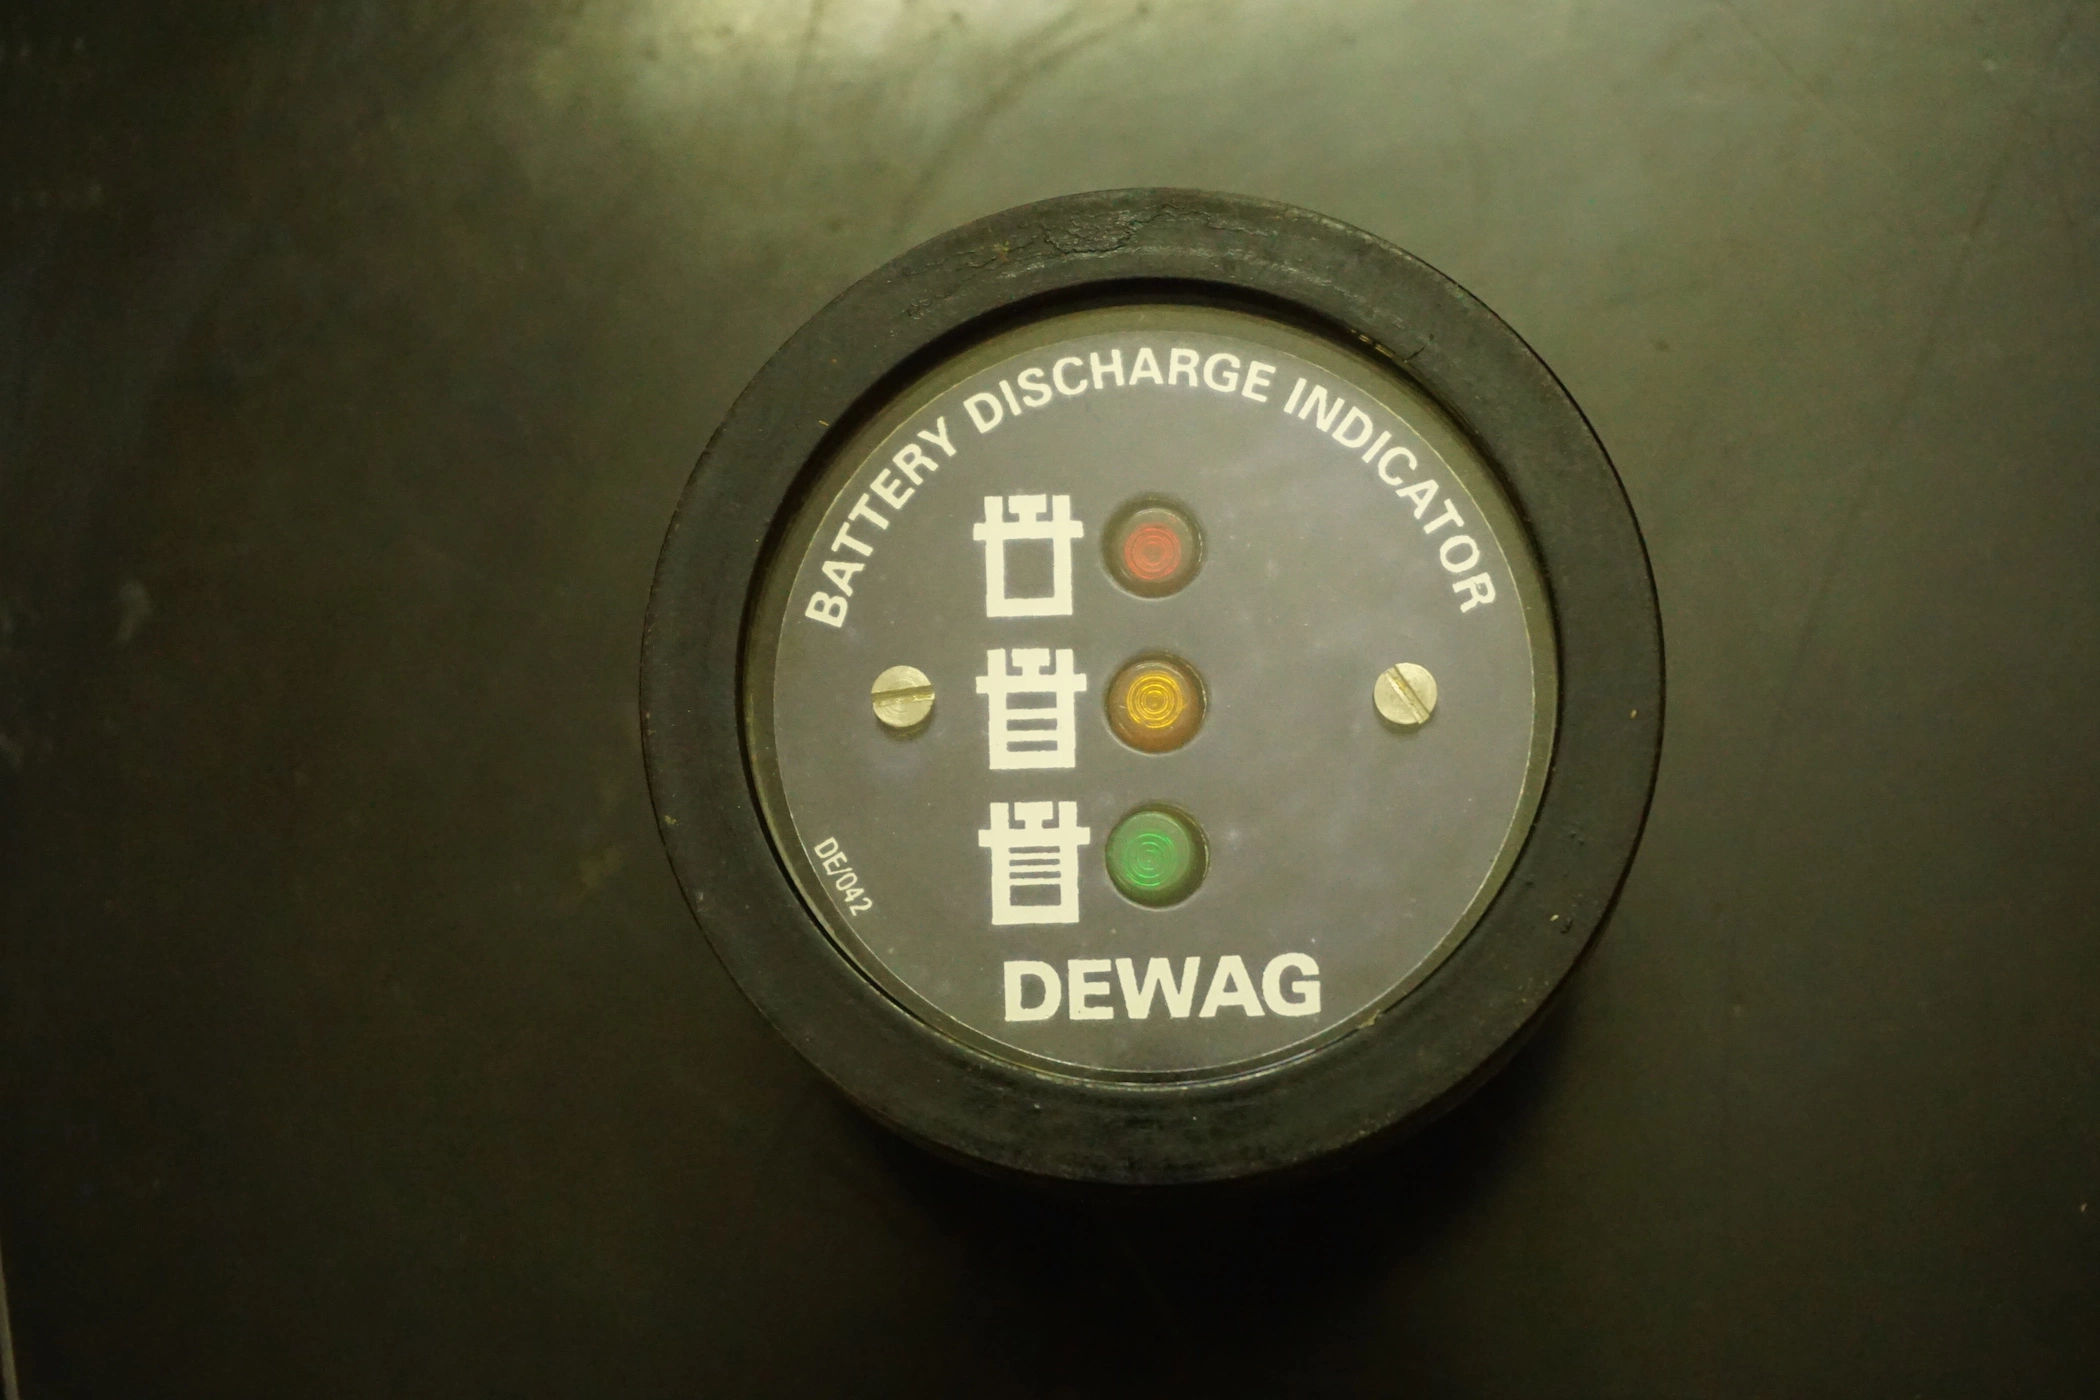 BATTERY DISCHARGE INDICATOR
DE/042
DEWAG